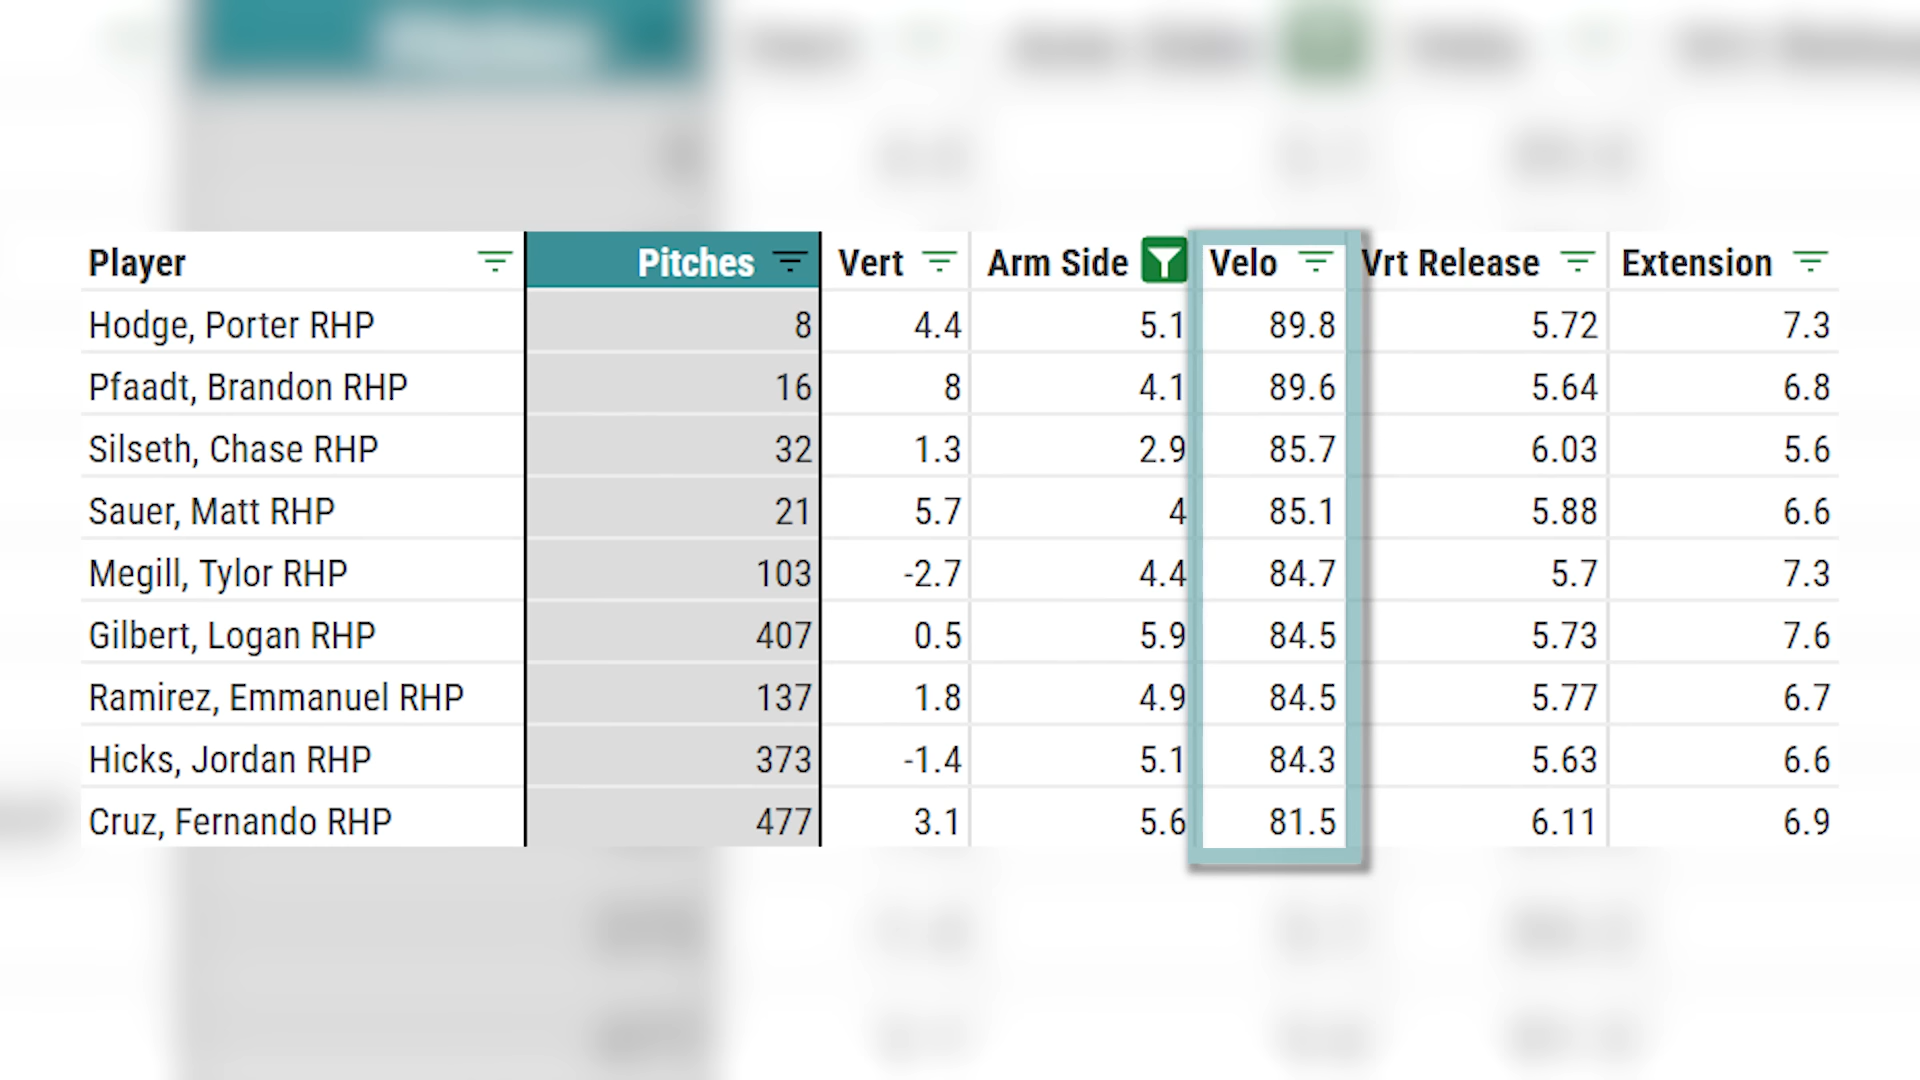 Player Pitches Vert Arm Side Velo Vrt Release Extension
Hodge, Porter RHP 8 4.4 5.1 89.8 5.72 7.3
Pfaadt, Brandon RHP 16 8 4.1 89.6 5.64 6.8
Silseth, Chase RHP 32 1.3 2.9 85.7 6.03 5.6
Sauer, Matt RHP 21 5.7 4 85.1 5.88 6.6
Megill, Tylor RHP 103 -2.7 4.4 84.7 5.7 7.3
Gilbert, Logan RHP 407 0.5 5.9 84.5 5.73 7.6
Ramirez, Emmanuel RHP 137 1.8 4.9 84.5 5.77 6.7
Hicks, Jordan RHP 373 -1.4 5.1 84.3 5.63 6.6
Cruz, Fernando RHP 477 3.1 5.6 81.5 6.11 6.9